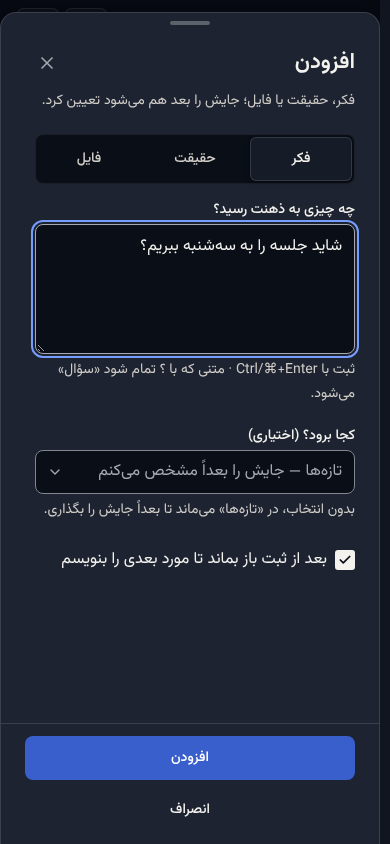 افزودن
فکر، حقیقت یا فایل؛ جایش را بعد هم می‌شود تعیین کرد.
فکر
حقیقت
فایل
چه چیزی به ذهنت رسید؟
شاید جلسه را به سه‌شنبه ببریم؟
ثبت با Ctrl/⌘+Enter · متنی که با ؟ تمام شود «سؤال»
می‌شود.
کجا برود؟ (اختیاری)
تازه‌ها — جایش را بعداً مشخص می‌کنم
بدون انتخاب، در «تازه‌ها» می‌ماند تا بعداً جایش را بگذاری.
بعد از ثبت باز بماند تا مورد بعدی را بنویسم
افزودن
انصراف